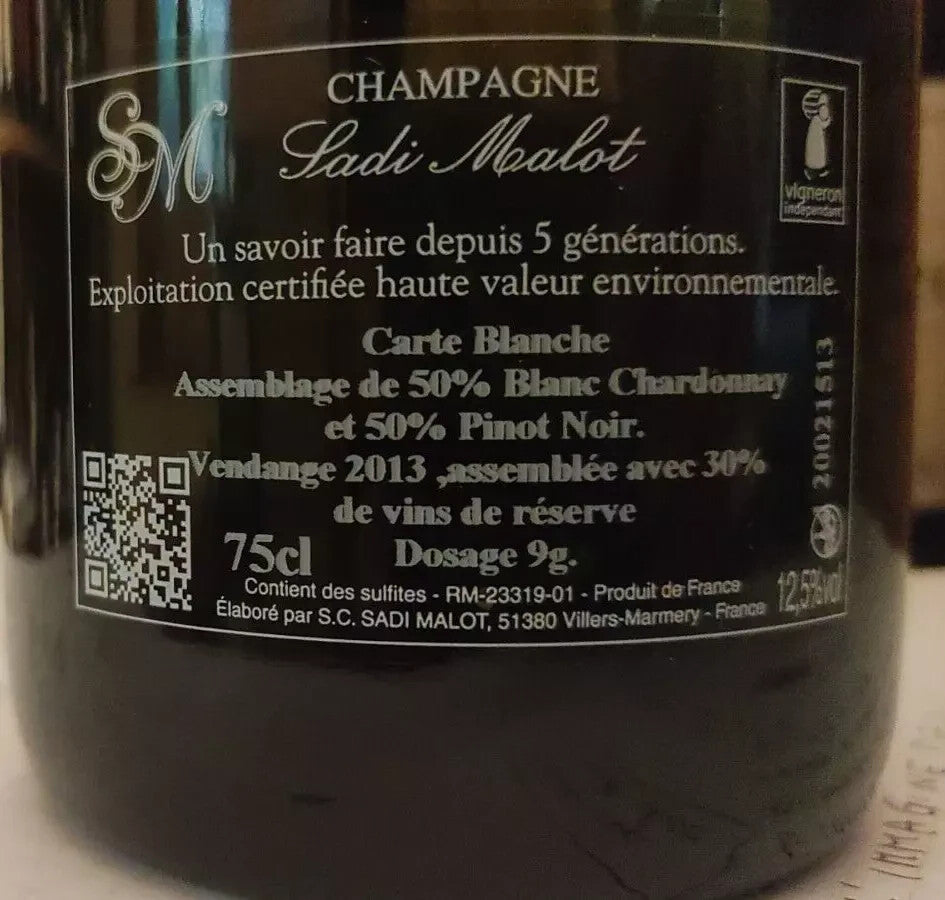 CHAMPAGNE
SM
Sadi Malot
vigneron
independant
Un savoir faire depuis 5 générations.
Exploitation certifiée haute valeur environnementale.
Carte Blanche
Assemblage de 50% Blanc Chardonnay
et 50% Pinot Noir.
Vendange 2013 ,assemblée avec 30%
de vins de réserve
75cl
Dosage 9g.
20021513
12,5%vol
Contient des sulfites - RM-23319-01 - Produit de France
Élaboré par S.C. SADI MALOT, 51380 Villers-Marmery - France